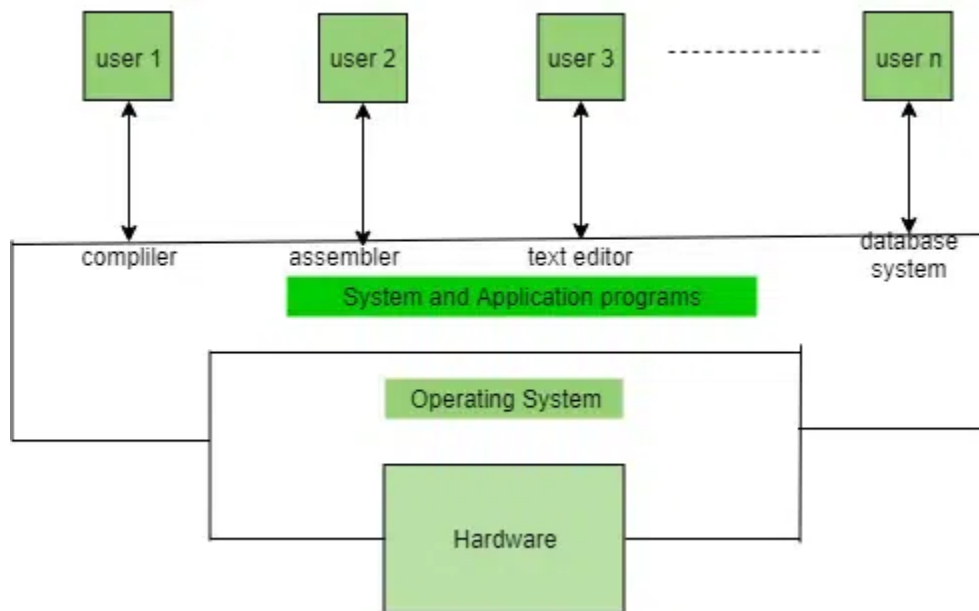 user 1
user 2
user 3
user n
compliler
assembler
text editor
database
system
System and Application programs
Operating System
Hardware